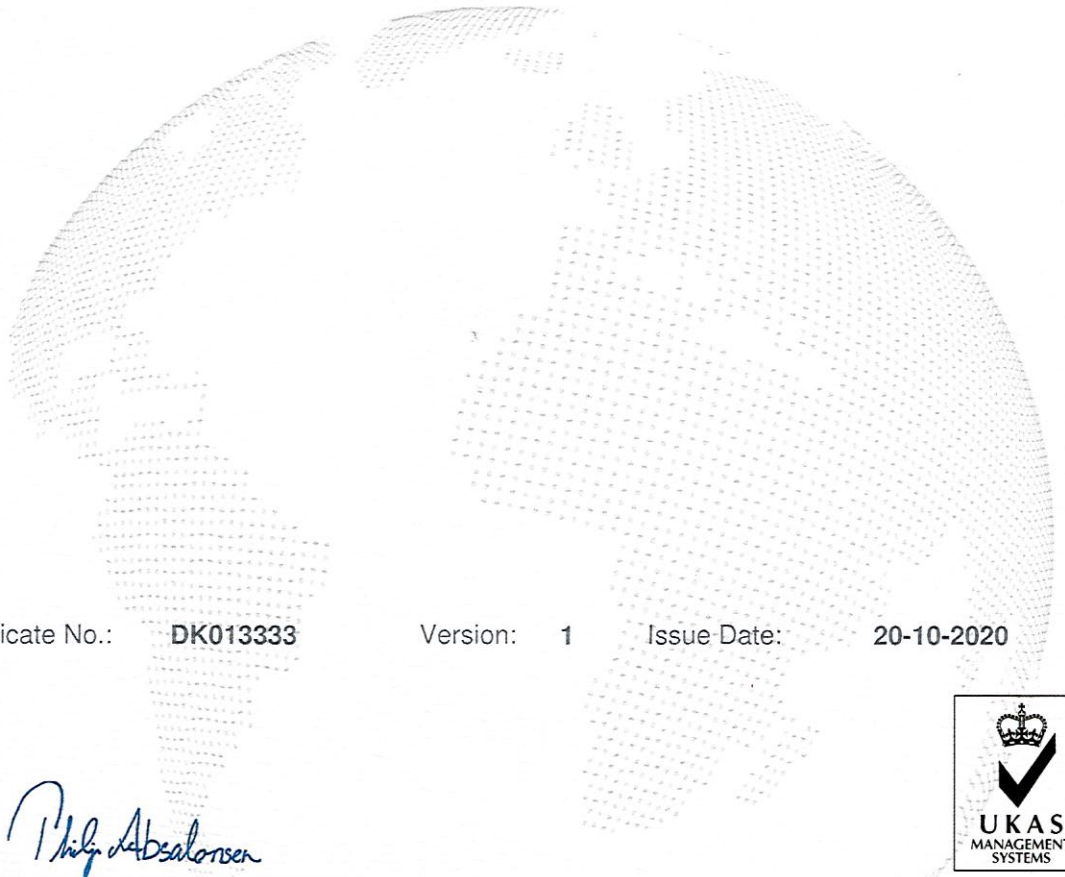 icate No.: DK013333 Version: 1 Issue Date: 20-10-2020
Philip Absalonsen
UKAS
MANAGEMENT
SYSTEMS